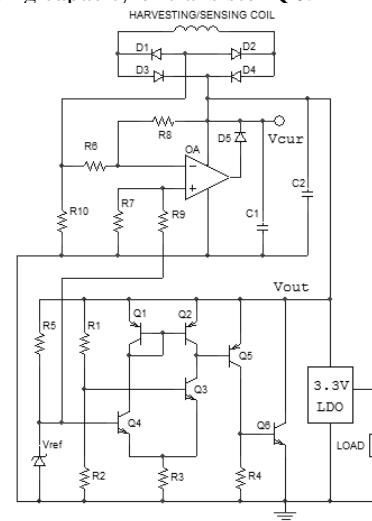 HARVESTING/SENSING COIL
D1
D2
D3
D4
R8
D5
Vcur
R6
OA
C2
R10
R7
R9
C1
Vout
R5
R1
Q1
Q2
Q5
Q3
3.3V
LDO
Q4
Q6
Vref
LOAD
R2
R3
R4